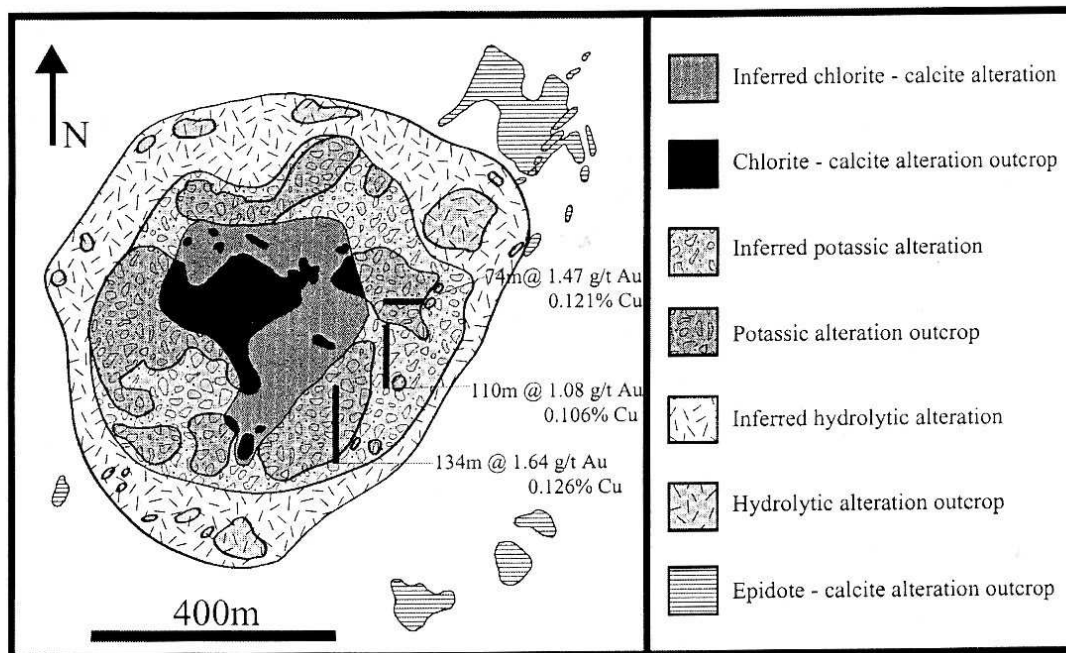 N
74m@ 1.47 g/t Au
0.121% Cu
110m @ 1.08 g/t Au
0.106% Cu
134m @ 1.64 g/t Au
0.126% Cu
400m
Inferred chlorite - calcite alteration
Chlorite - calcite alteration outcrop
Inferred potassic alteration
Potassic alteration outcrop
Inferred hydrolytic alteration
Hydrolytic alteration outcrop
Epidote - calcite alteration outcrop